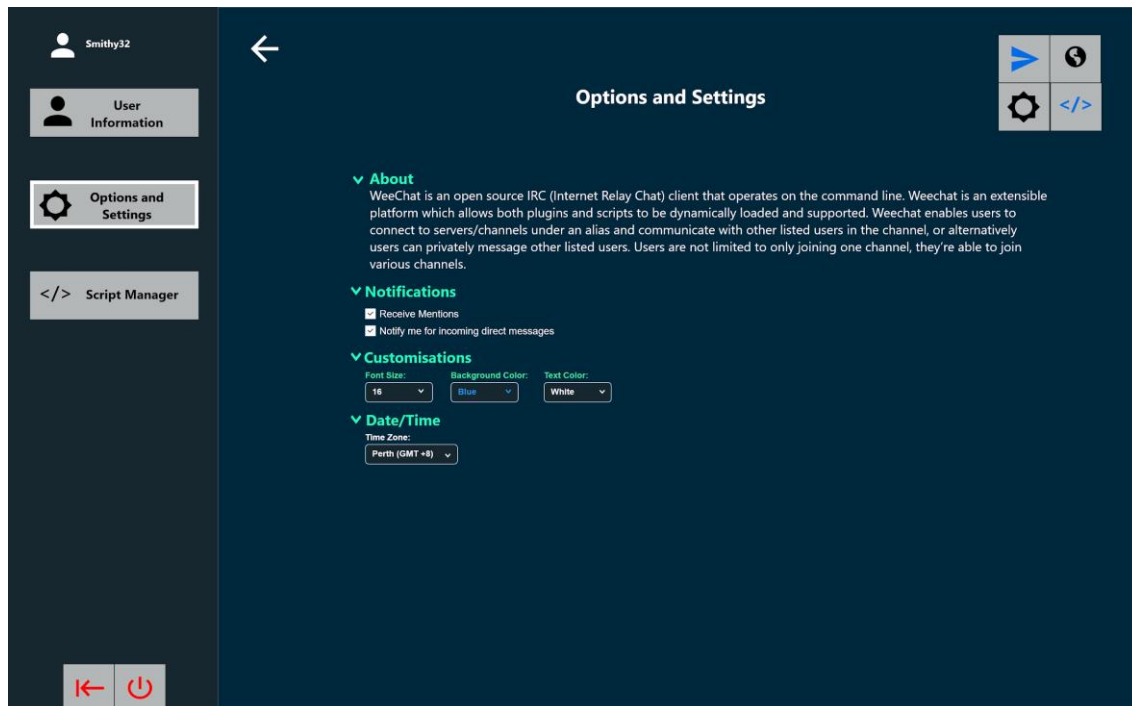 Smithy32
User
Information
Options and
Settings
</> Script Manager
Options and Settings
</>
About
WeeChat is an open source IRC (Internet Relay Chat) client that operates on the command line. Weechat is an extensible
platform which allows both plugins and scripts to be dynamically loaded and supported. Weechat enables users to
connect to servers/channels under an alias and communicate with other listed users in the channel, or alternatively
users can privately message other listed users. Users are not limited to only joining one channel, they're able to join
various channels.
Notifications
Receive Mentions
Notify me for incoming direct messages
Customisations
Font Size: Background Color: Text Color:
16 Blue White
Date/Time
Time Zone:
Perth (GMT +8)